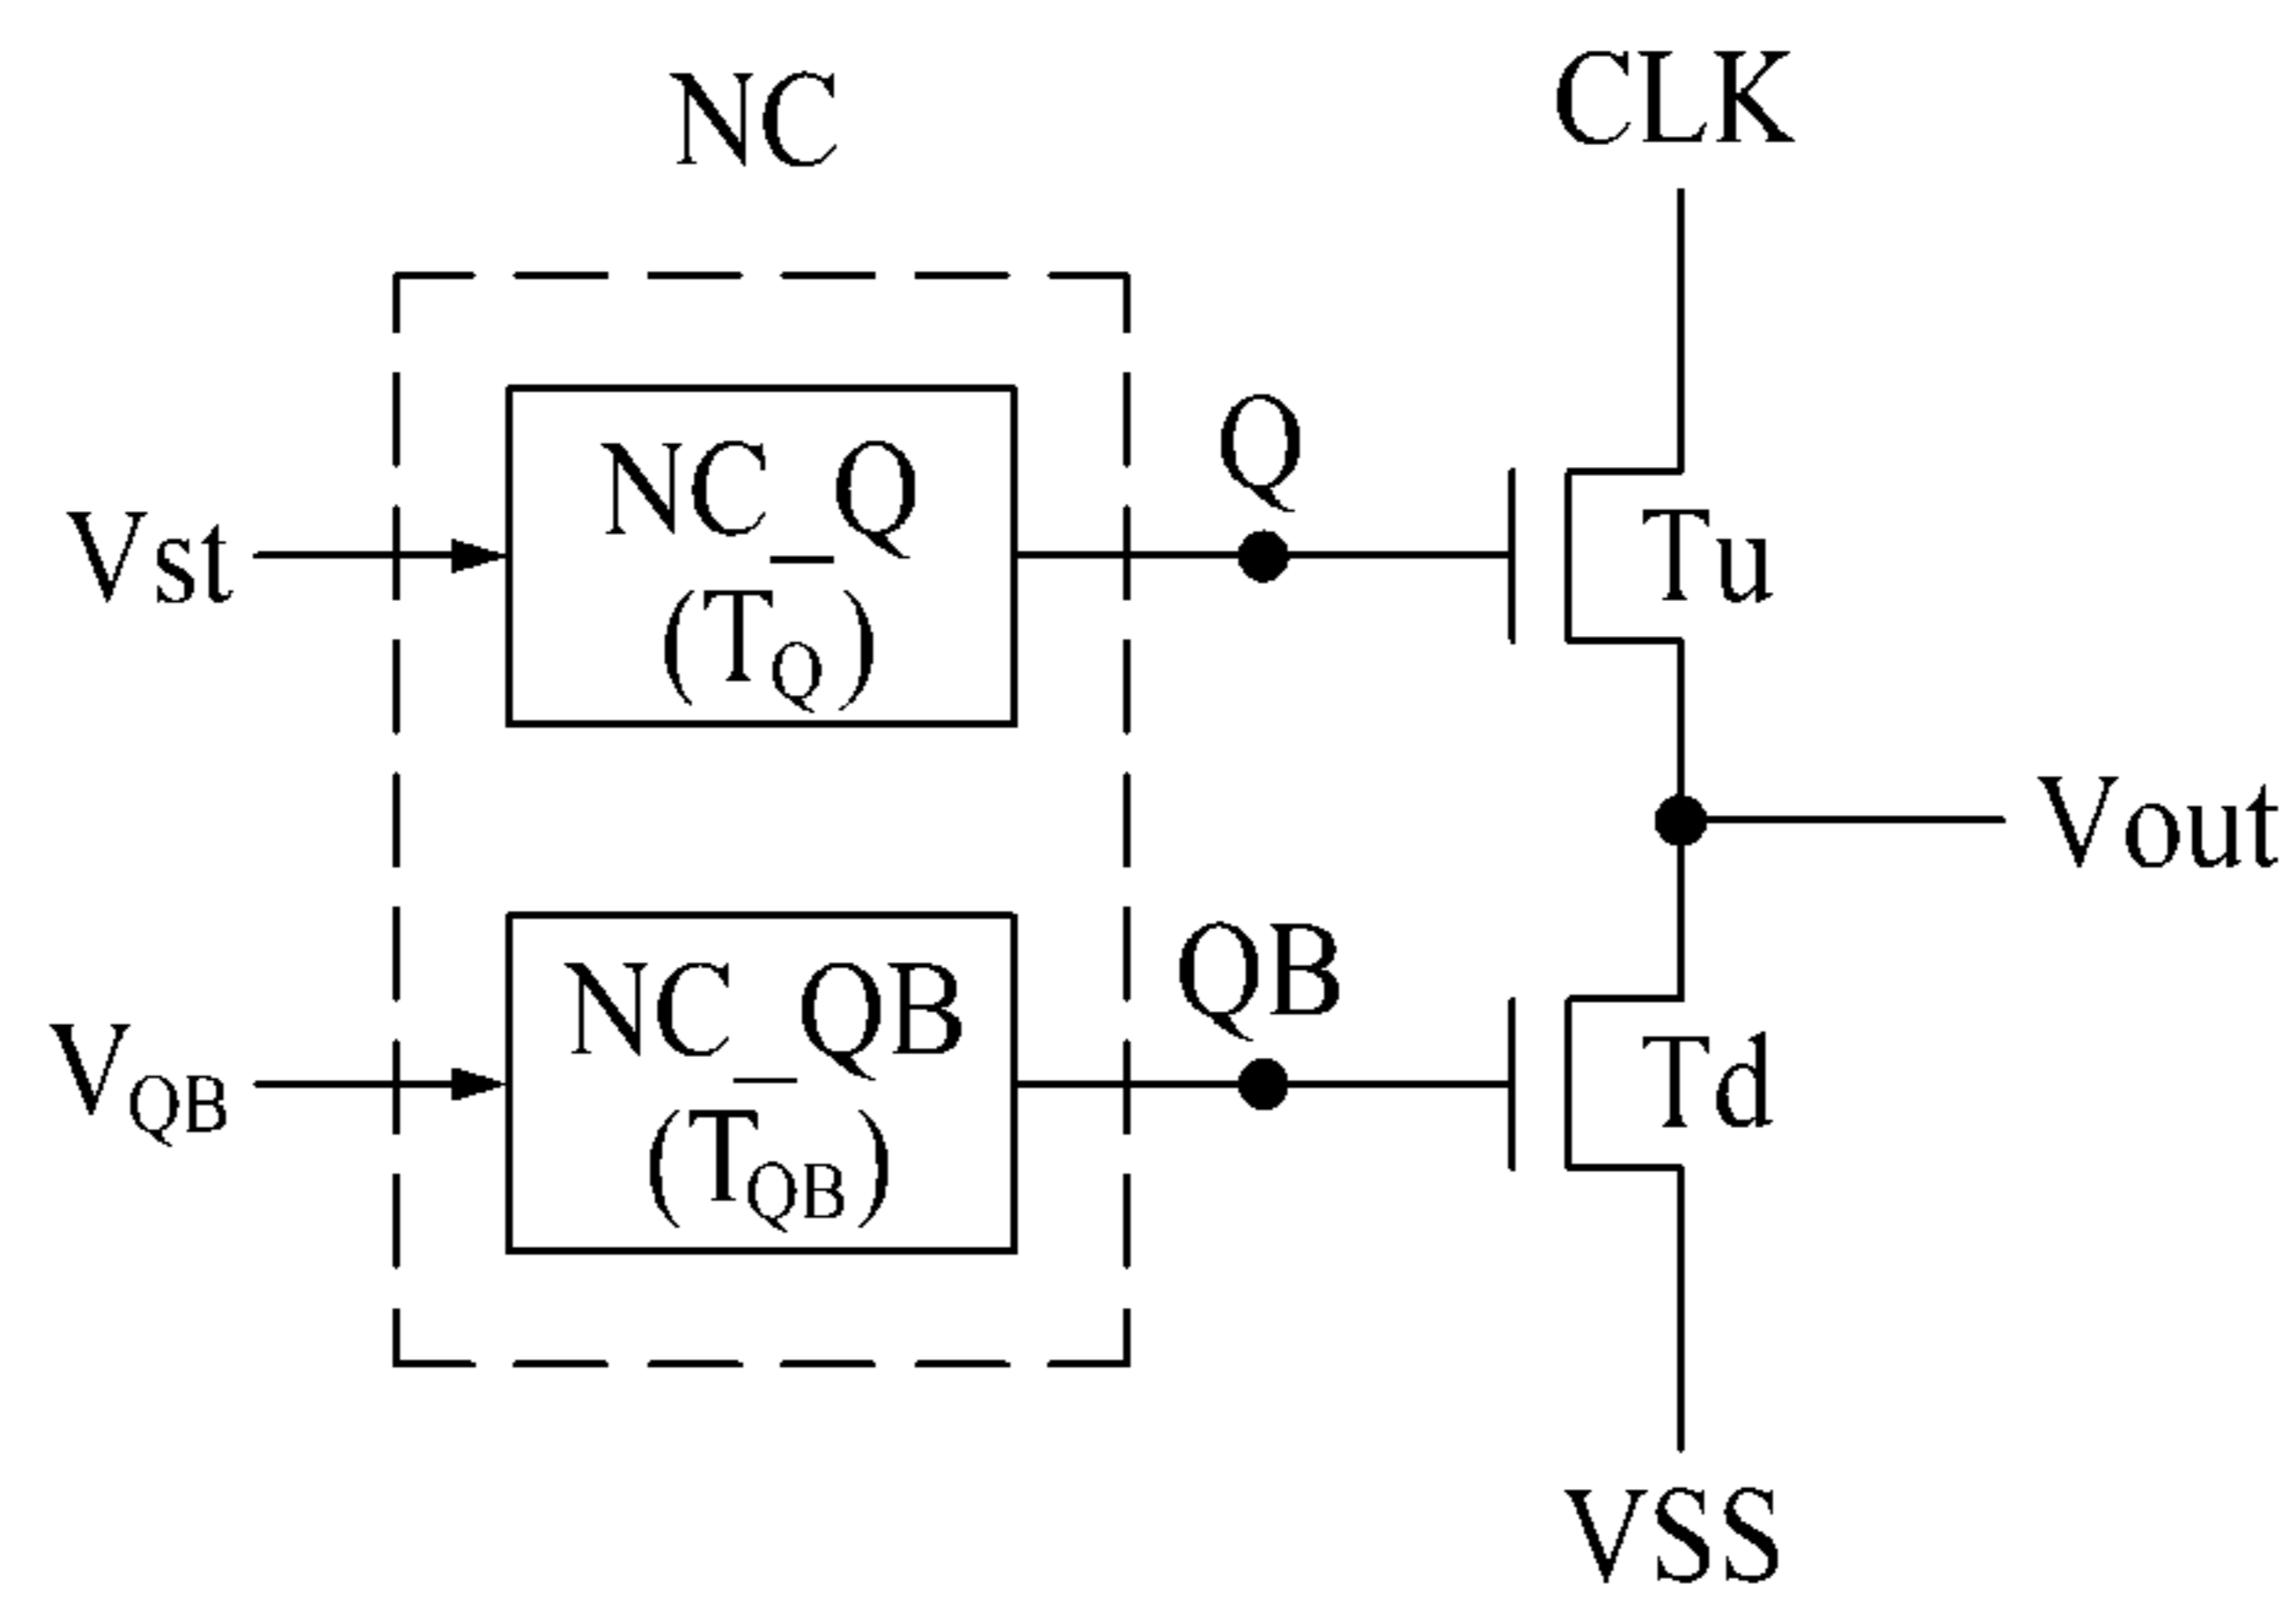 NC
CLK
NC_Q
(TQ)
Vst
Q
Tu
Vout
NC_QB
(TQB)
VQB
QB
Td
VSS